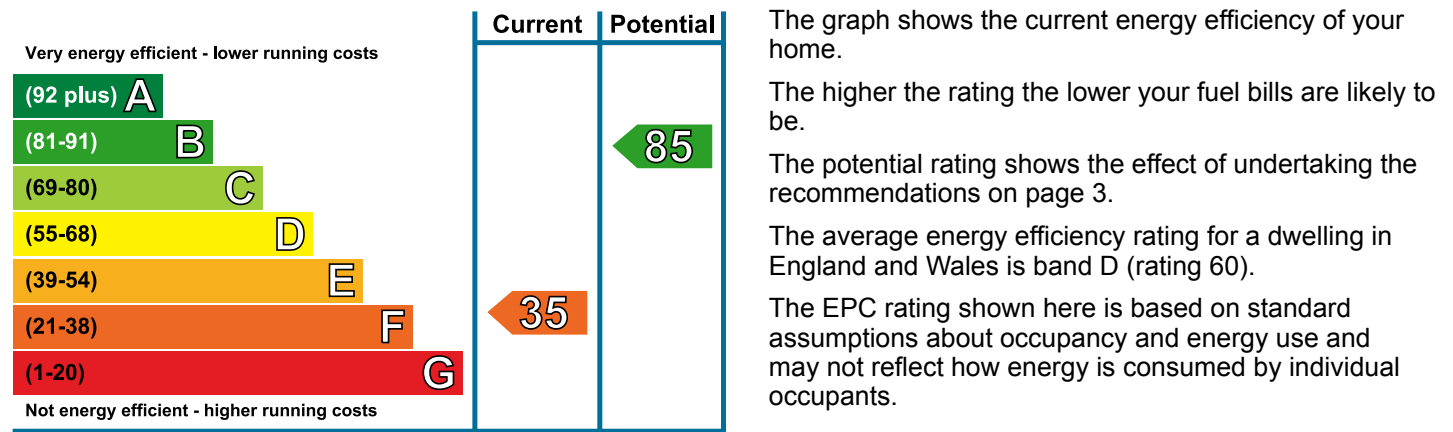 Current Potential
Very energy efficient - lower running costs
(92 plus) A
(81-91) B
85
(69-80) C
(55-68) D
(39-54) E
(21-38) F
35
(1-20) G
Not energy efficient - higher running costs
The graph shows the current energy efficiency of your
home.
The higher the rating the lower your fuel bills are likely to
be.
The potential rating shows the effect of undertaking the
recommendations on page 3.
The average energy efficiency rating for a dwelling in
England and Wales is band D (rating 60).
The EPC rating shown here is based on standard
assumptions about occupancy and energy use and
may not reflect how energy is consumed by individual
occupants.